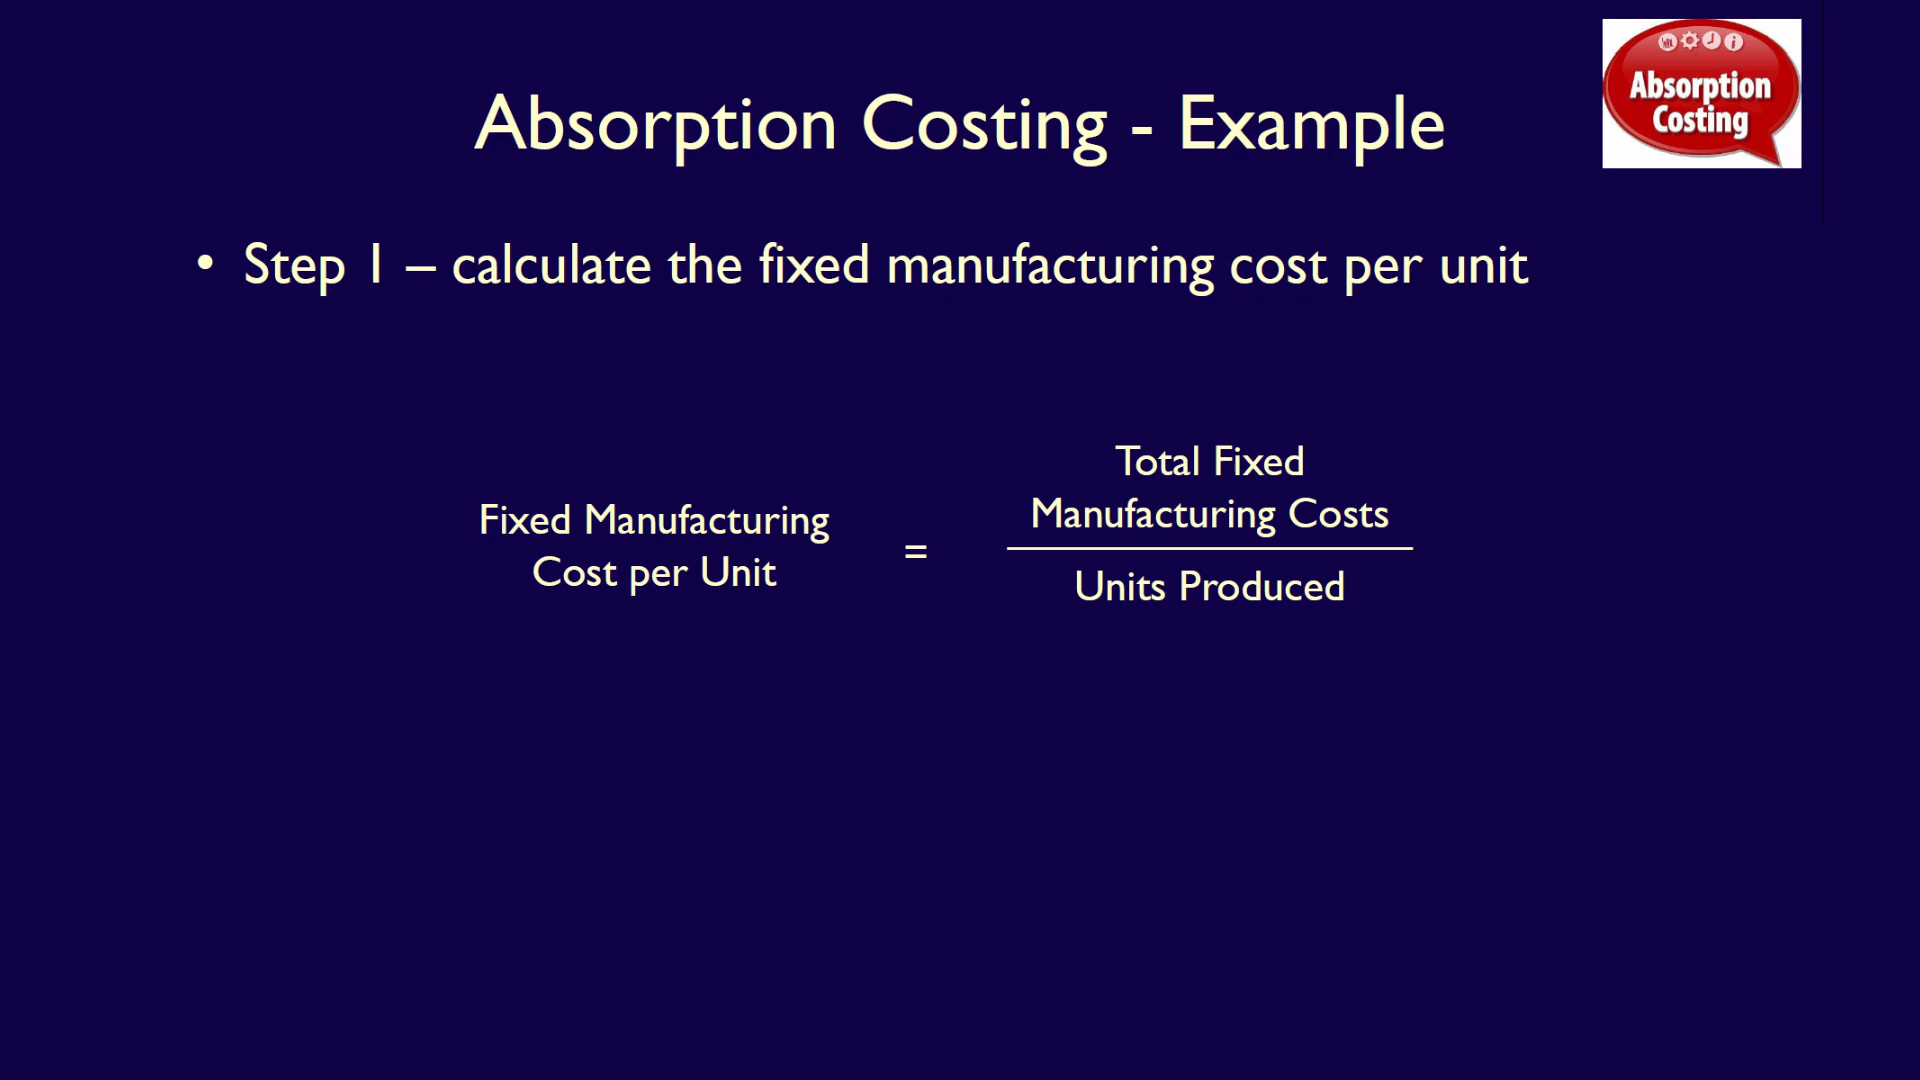 Absorption
Costing
Absorption Costing - Example
• Step 1 – calculate the fixed manufacturing cost per unit
Fixed Manufacturing
Cost per Unit
=
Total Fixed
Manufacturing Costs
Units Produced